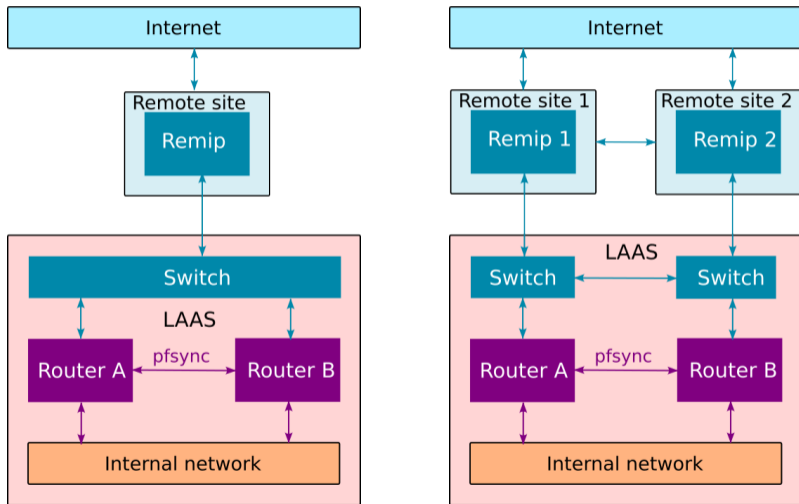 Internet
Remote site
Remip
Switch
LAAS
Router A
pfsync
Router B
Internal network
Internet
Remote site 1
Remote site 2
Remip 1
Remip 2
LAAS
Switch
Switch
Router A
pfsync
Router B
Internal network